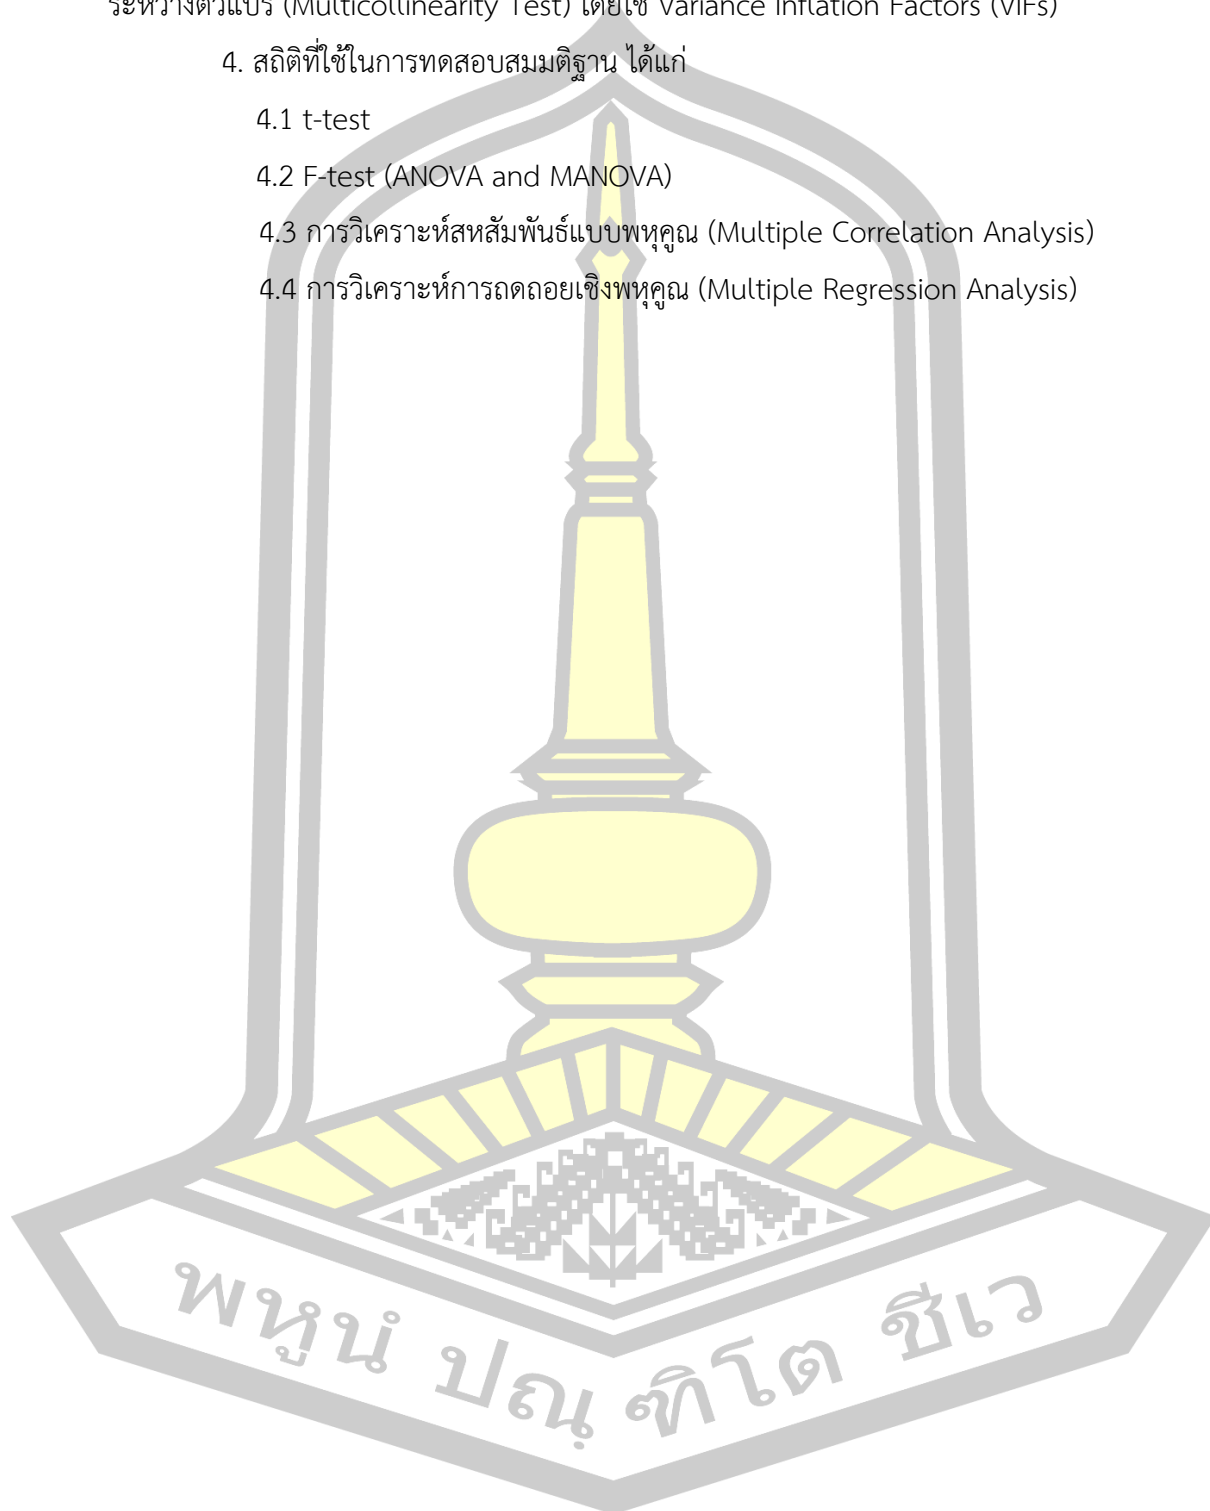 ระหว่างตัวแปร (Multicollinearity Test) โดยใช้ Variance Inflation Factors (VIFs)
4. สถิติที่ใช้ในการทดสอบสมมติฐาน ได้แก่
4.1 t-test
4.2 F-test (ANOVA and MANOVA)
4.3 การวิเคราะห์สหสัมพันธ์แบบพหุคูณ (Multiple Correlation Analysis)
4.4 การวิเคราะห์การถดถอยเชิงพหุคูณ (Multiple Regression Analysis)
พหูนํ ปณฺฑิโต ชีเว